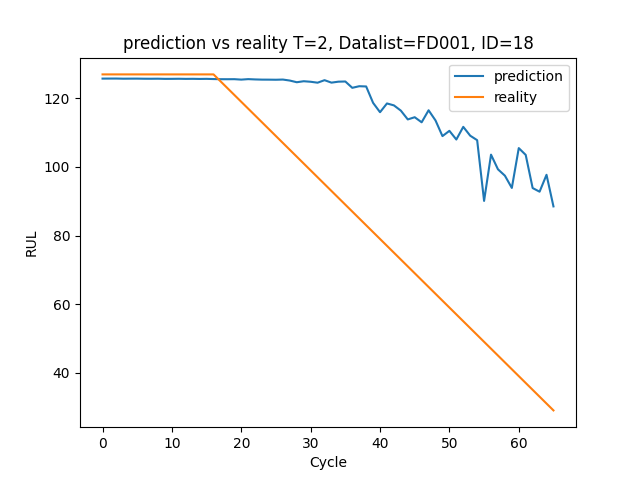 prediction vs reality T=2, Datalist=FD001, ID=18
prediction
reality
RUL
120
100
80
60
40
0 10 20 30 40 50 60
Cycle